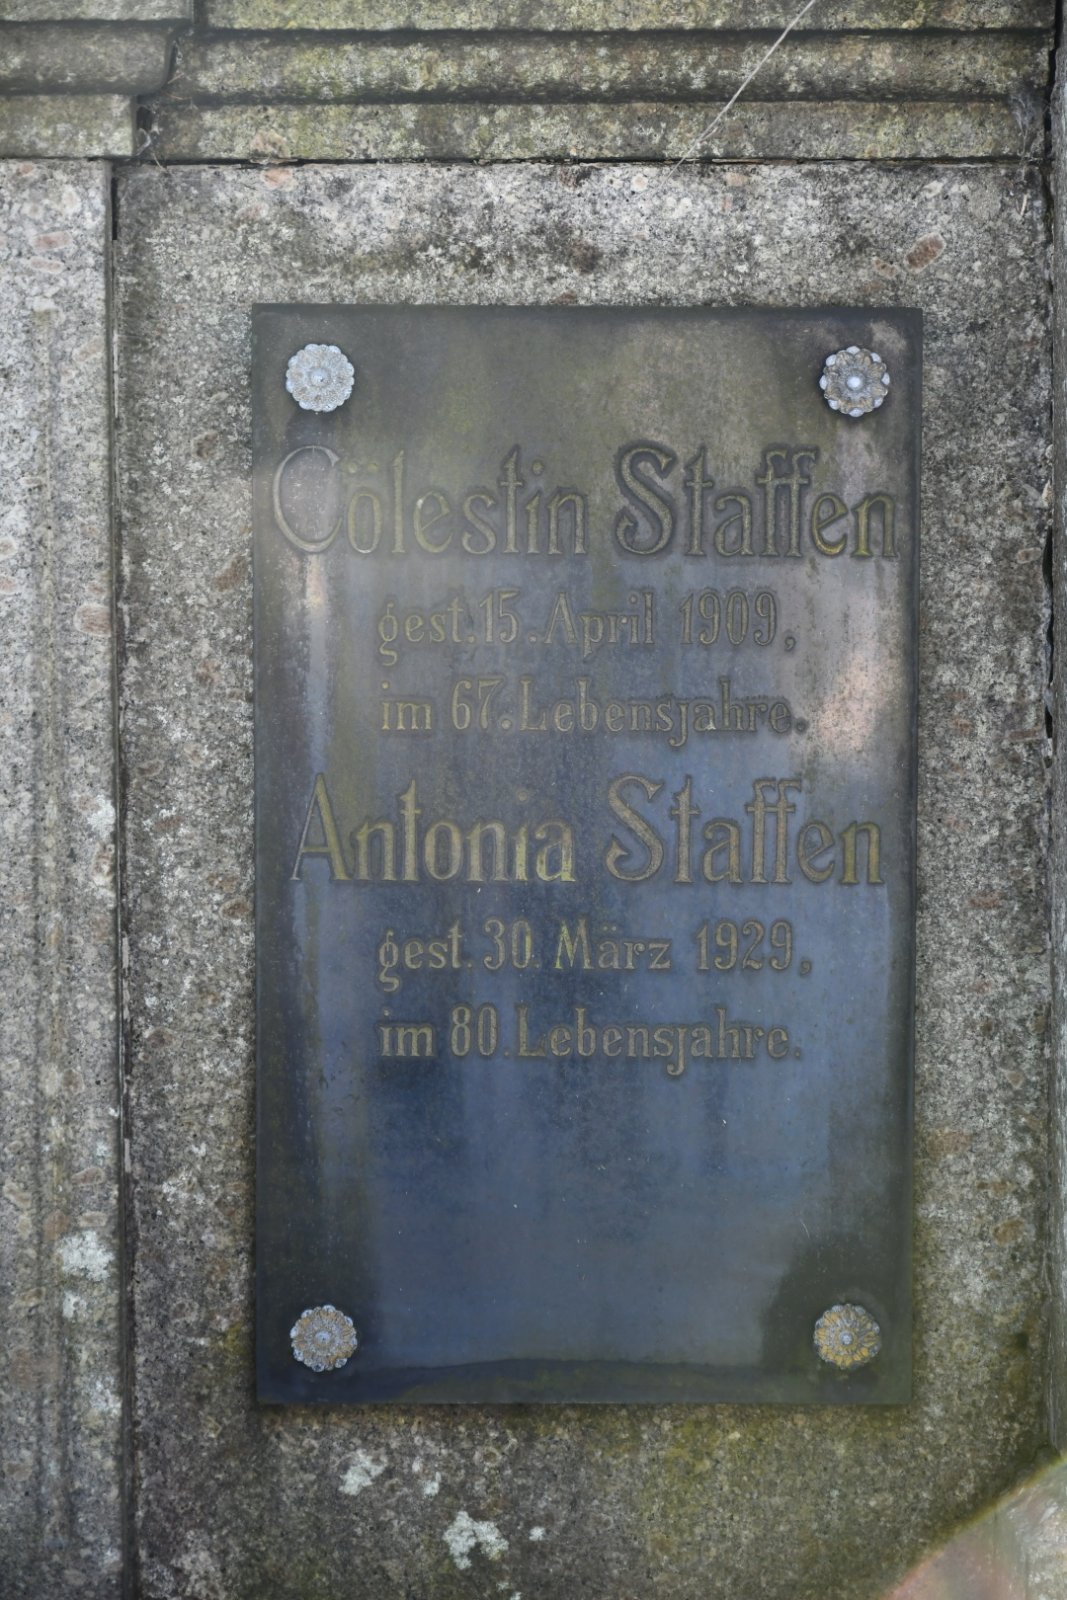 Cölestin Staffen
gest. 15. April 1909,
im 67. Lebensjahre.
Antonia Staffen
gest. 30. März 1929,
im 80. Lebensjahre.